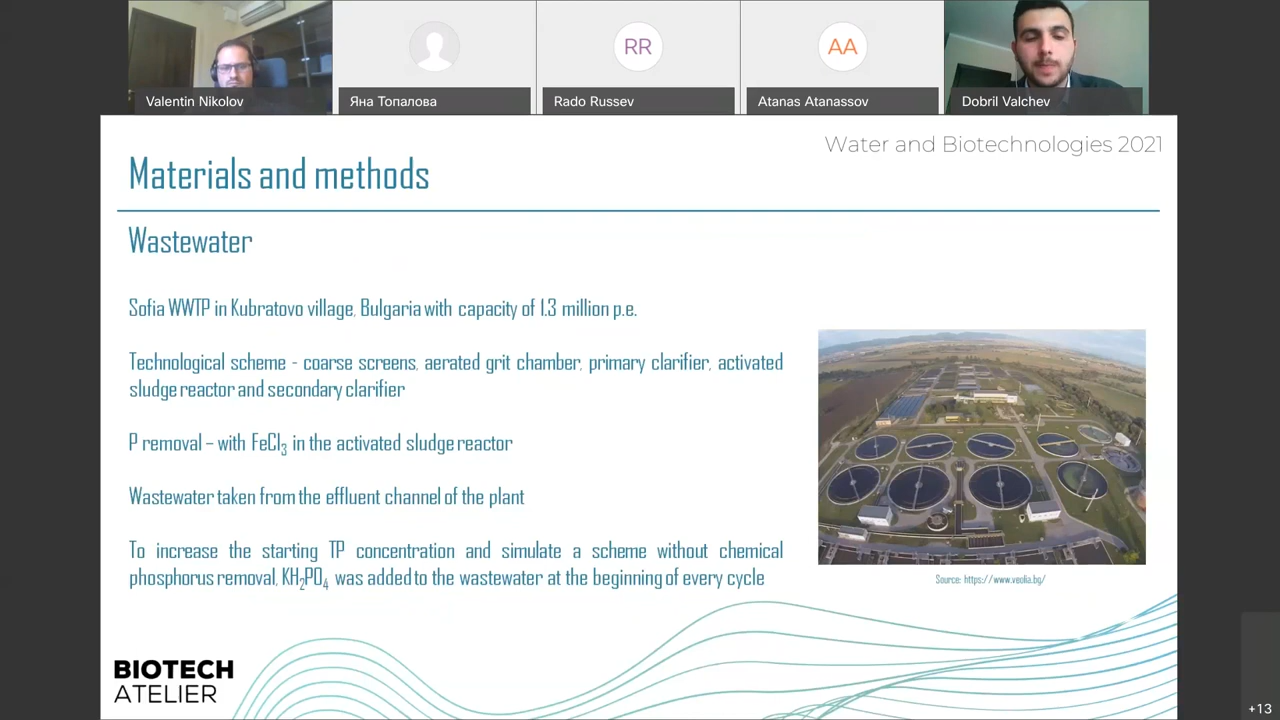 RR
AA
Valentin Nikolov
Яна Топалова
Rado Russev
Atanas Atanassov
Dobril Valchev
Water and Biotechnologies 2021
Materials and methods
Wastewater
Sofia WWTP in Kubratovo village, Bulgaria with capacity of 1.3 million p.e.
Technological scheme - coarse screens, aerated grit chamber, primary clarifier, activated
sludge reactor and secondary clarifier
P removal – with FeCl₃ in the activated sludge reactor
Wastewater taken from the effluent channel of the plant
To increase the starting TP concentration and simulate a scheme without chemical
phosphorus removal, KH₂PO₄ was added to the wastewater at the beginning of every cycle
Source: https://www.veolia.bg/
BIOTECH
ATELIER
+13